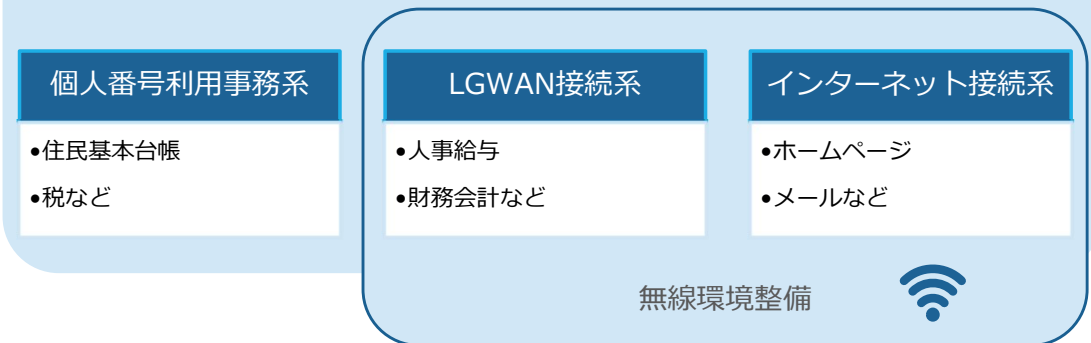 個人番号利用事務系
•住民基本台帳
•税など
LGWAN接続系
•人事給与
•財務会計など
インターネット接続系
•ホームページ
•メールなど
無線環境整備